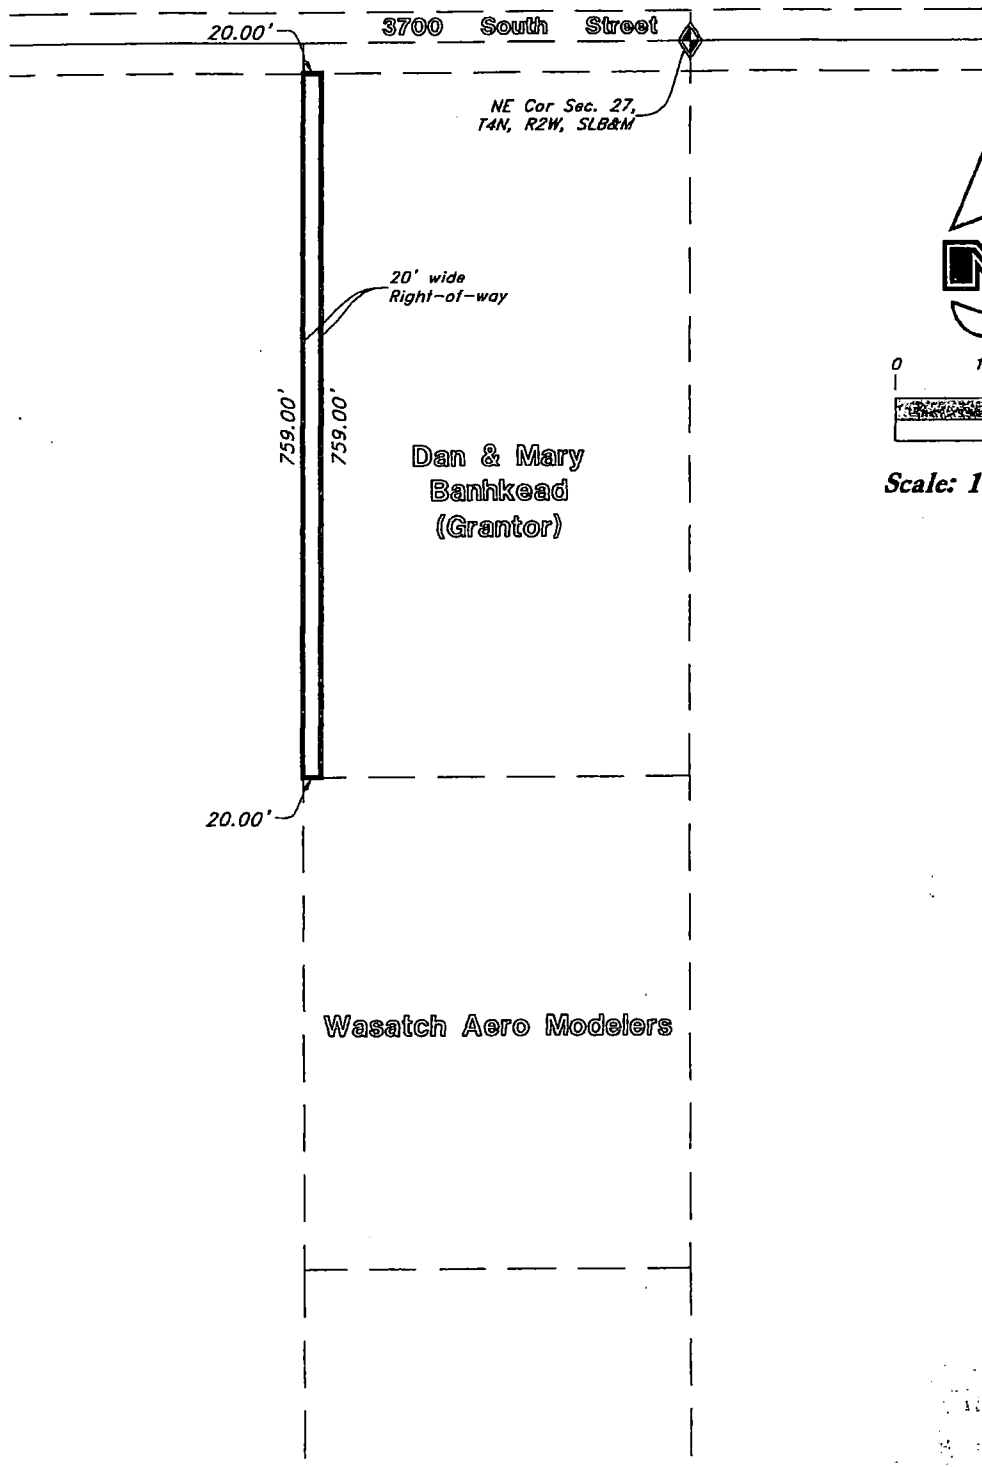 3700 South Street
20.00'
NE Cor Sec. 27,
T4N, R2W, SLB&M
20' wide
Right-of-way
N
0 1
Scale: 1
759.00'
759.00'
Dan & Mary
Banhkead
(Grantor)
20.00'
Wasatch Aero Modelers